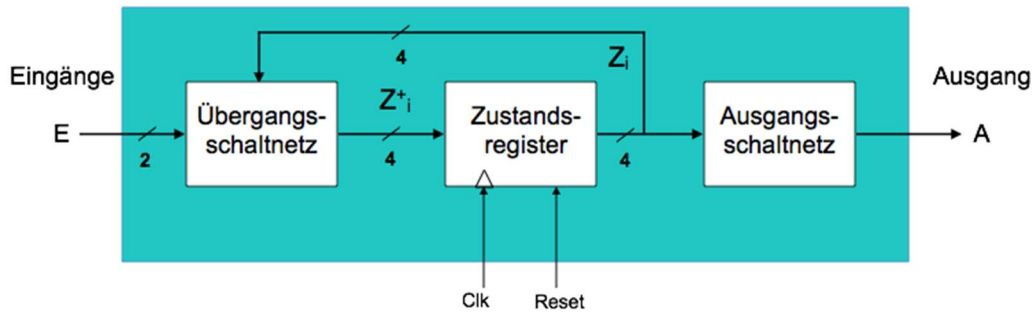 4
Zi
Eingänge
Ausgang
Übergangs-
schaltnetz
Z+i
Zustands-
register
Ausgangs-
schaltnetz
E
2
4
4
A
Clk
Reset